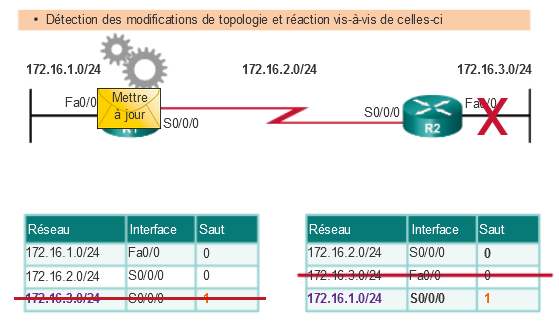 • Détection des modifications de topologie et réaction vis-à-vis de celles-ci
172.16.1.0/24 172.16.2.0/24 172.16.3.0/24
Fa0/0 Mettre à jour S0/0/0 R1 S0/0/0 R2 Fa0/0
Réseau Interface Saut
172.16.1.0/24 Fa0/0 0
172.16.2.0/24 S0/0/0 0
172.16.3.0/24 S0/0/0 1
Réseau Interface Saut
172.16.2.0/24 S0/0/0 0
172.16.3.0/24 Fa0/0 0
172.16.1.0/24 S0/0/0 1